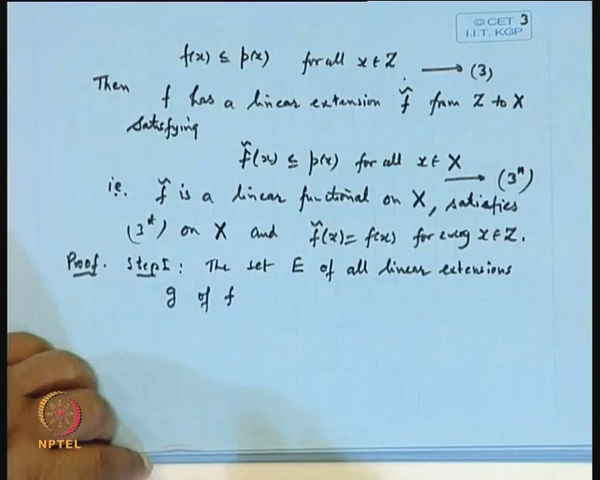 © CET 3
I.I.T. KGP
f(x) ≤ p(x) for all x ∈ Z. ⟶ (3)
Then f has a linear extension f̃ from Z to X
satisfying
f̃(x) ≤ p(x) for all x ∈ X ⟶ (3*)
i.e. f̃ is a linear functional on X, satisfies
(3*) on X and f̃(x) = f(x) for every x ∈ Z.
Proof. Step I: The set E of all linear extensions
g of f
NPTEL